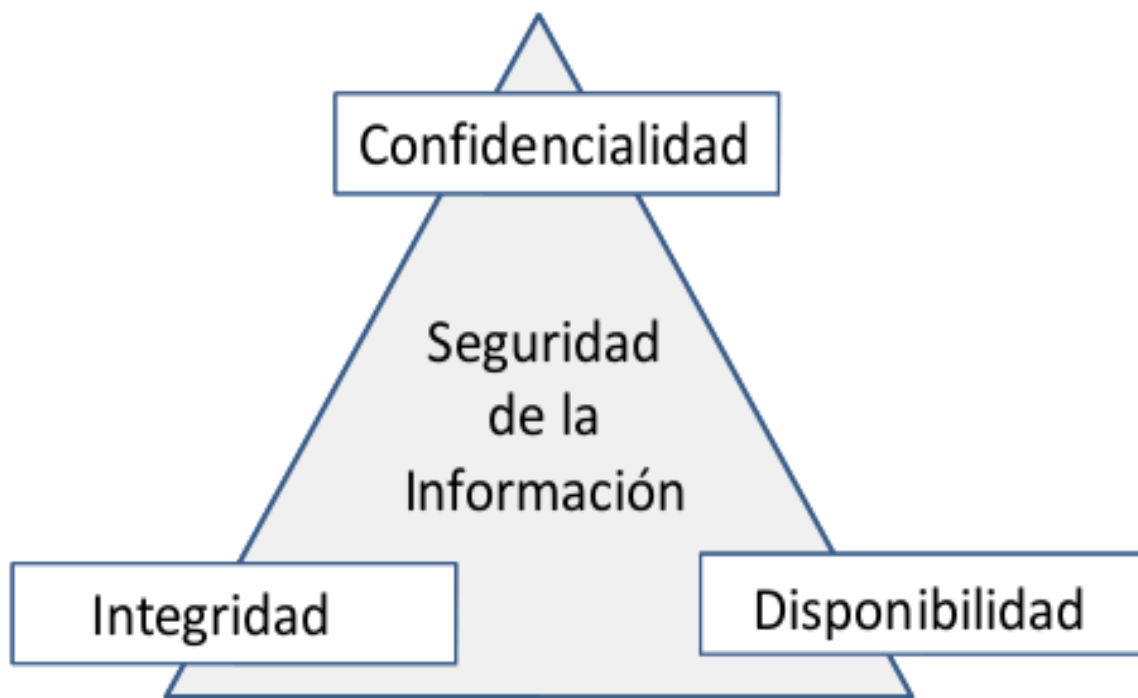 Confidencialidad
Seguridad
de la
Información
Integridad
Disponibilidad